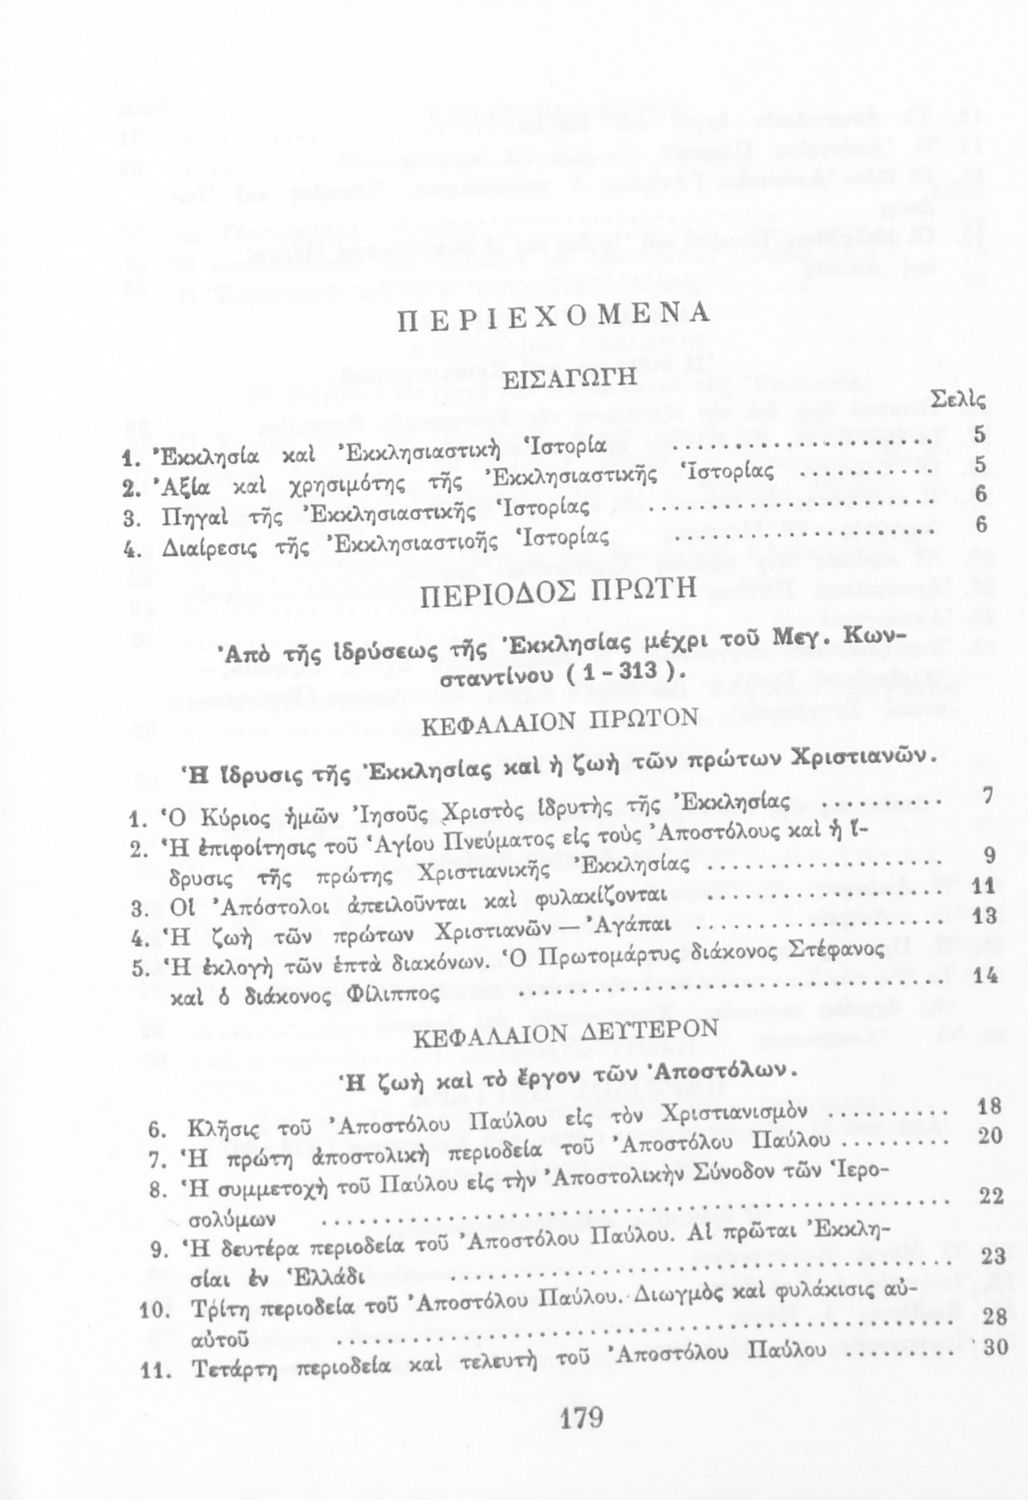 ΠΕΡΙΕΧΟΜΕΝΑ
ΕΙΣΑΓΩΓΗ
Σελὶς
1. Ἐκκλησία καὶ Ἐκκλησιαστικὴ Ἱστορία .................... 5
2. Ἀξία καὶ χρησιμότης τῆς Ἐκκλησιαστικῆς Ἱστορίας ........... 5
3. Πηγαὶ τῆς Ἐκκλησιαστικῆς Ἱστορίας ...................... 6
4. Διαίρεσις τῆς Ἐκκλησιαστιοῆς Ἱστορίας .................... 6
ΠΕΡΙΟΔΟΣ ΠΡΩΤΗ
Ἀπὸ τῆς ἱδρύσεως τῆς Ἐκκλησίας μέχρι τοῦ Μεγ. Κων-
σταντίνου (1-313).
ΚΕΦΑΛΑΙΟΝ ΠΡΩΤΟΝ
Ἡ ἵδρυσις τῆς Ἐκκλησίας καὶ ἡ ζωὴ τῶν πρώτων Χριστιανῶν.
1. Ὁ Κύριος ἡμῶν Ἰησοῦς Χριστὸς ἱδρυτὴς τῆς Ἐκκλησίας .......... 7
2. Ἡ ἐπιφοίτησις τοῦ Ἁγίου Πνεύματος εἰς τοὺς Ἀποστόλους καὶ ἡ ἵ-
δρυσις τῆς πρώτης Χριστιανικῆς Ἐκκλησίας .................. 9
3. Οἱ Ἀπόστολοι ἀπειλοῦνται καὶ φυλακίζονται .................. 11
4. Ἡ ζωὴ τῶν πρώτων Χριστιανῶν — Ἀγάπαι .................... 13
5. Ἡ ἐκλογὴ τῶν ἑπτὰ διακόνων. Ὁ Πρωτομάρτυς διάκονος Στέφανος
καὶ ὁ διάκονος Φίλιππος ................................ 14
ΚΕΦΑΛΑΙΟΝ ΔΕΥΤΕΡΟΝ
Ἡ ζωὴ καὶ τὸ ἔργον τῶν Ἀποστόλων.
6. Κλῆσις τοῦ Ἀποστόλου Παύλου εἰς τὸν Χριστιανισμὸν .......... 18
7. Ἡ πρώτη ἀποστολικὴ περιοδεία τοῦ Ἀποστόλου Παύλου ......... 20
8. Ἡ συμμετοχὴ τοῦ Παύλου εἰς τὴν Ἀποστολικὴν Σύνοδον τῶν Ἱερο-
σολύμων .................................................. 22
9. Ἡ δευτέρα περιοδεία τοῦ Ἀποστόλου Παύλου. Αἱ πρῶται Ἐκκλη-
σίαι ἐν Ἑλλάδι .......................................... 23
10. Τρίτη περιοδεία τοῦ Ἀποστόλου Παύλου. Διωγμὸς καὶ φυλάκισις αὐ-
αὐτοῦ .................................................. 28
11. Τετάρτη περιοδεία καὶ τελευτὴ τοῦ Ἀποστόλου Παύλου ......... 30
179